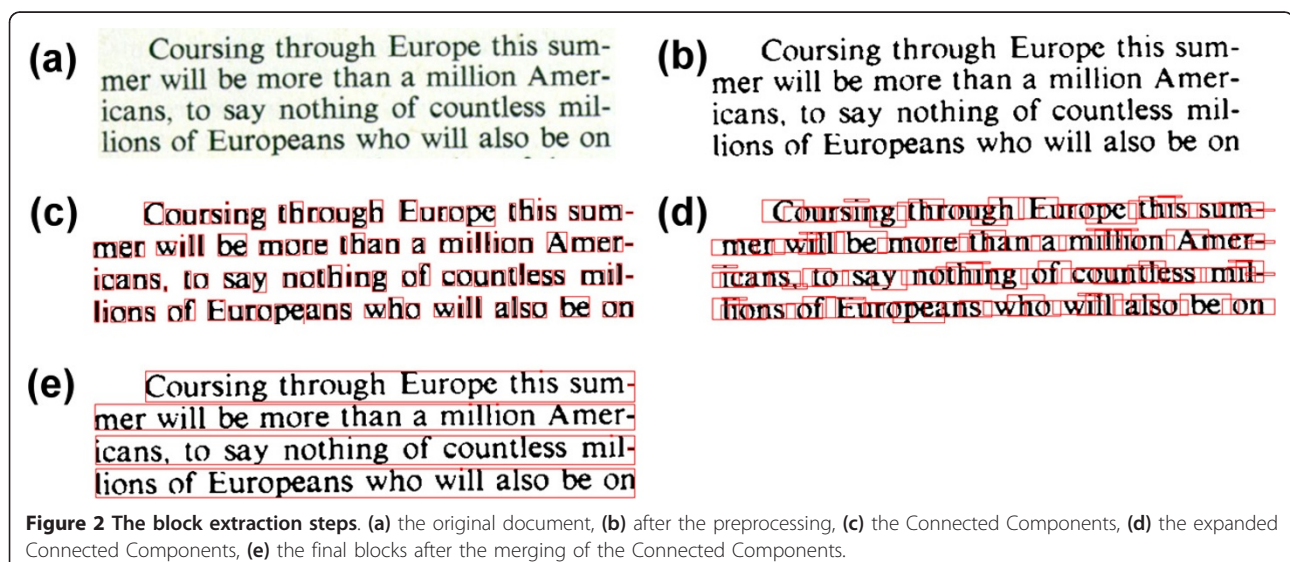 (a)
Coursing through Europe this sum-
mer will be more than a million Amer-
icans, to say nothing of countless mil-
lions of Europeans who will also be on
(b)
Coursing through Europe this sum-
mer will be more than a million Amer-
icans, to say nothing of countless mil-
lions of Europeans who will also be on
(c)
Coursing through Europe this sum-
mer will be more than a million Amer-
icans, to say nothing of countless mil-
lions of Europeans who will also be on
(d)
Coursing through Europe this sum-
mer will be more than a million Amer-
icans, to say nothing of countless mil-
lions of Europeans who will also be on
(e)
Coursing through Europe this sum-
mer will be more than a million Amer-
icans, to say nothing of countless mil-
lions of Europeans who will also be on
Figure 2 The block extraction steps. (a) the original document, (b) after the preprocessing, (c) the Connected Components, (d) the expanded
Connected Components, (e) the final blocks after the merging of the Connected Components.